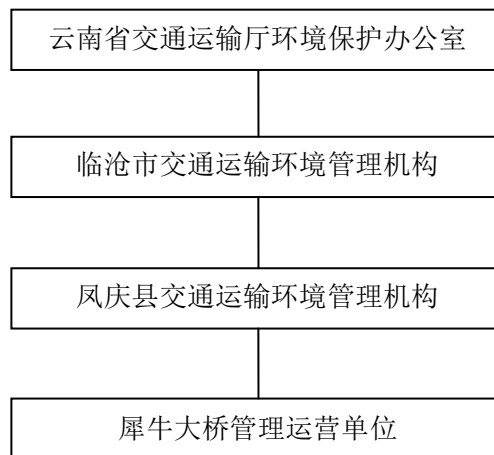 云南省交通运输厅环境保护办公室
临沧市交通运输环境管理机构
凤庆县交通运输环境管理机构
犀牛大桥管理运营单位